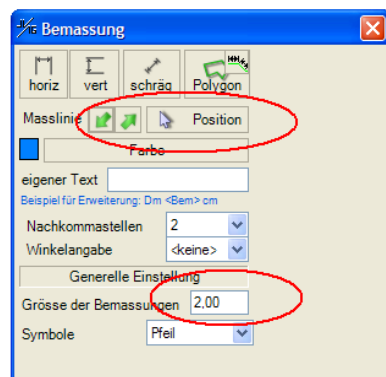 Bemassung
horiz vert schräg Polygon
Masslinie Position
Farbe
eigener Text
Beispiel für Erweiterung: Dm <Bem> cm
Nachkommastellen 2
Winkelangabe <keine>
Generelle Einstellung
Grösse der Bemassungen 2,00
Symbole Pfeil